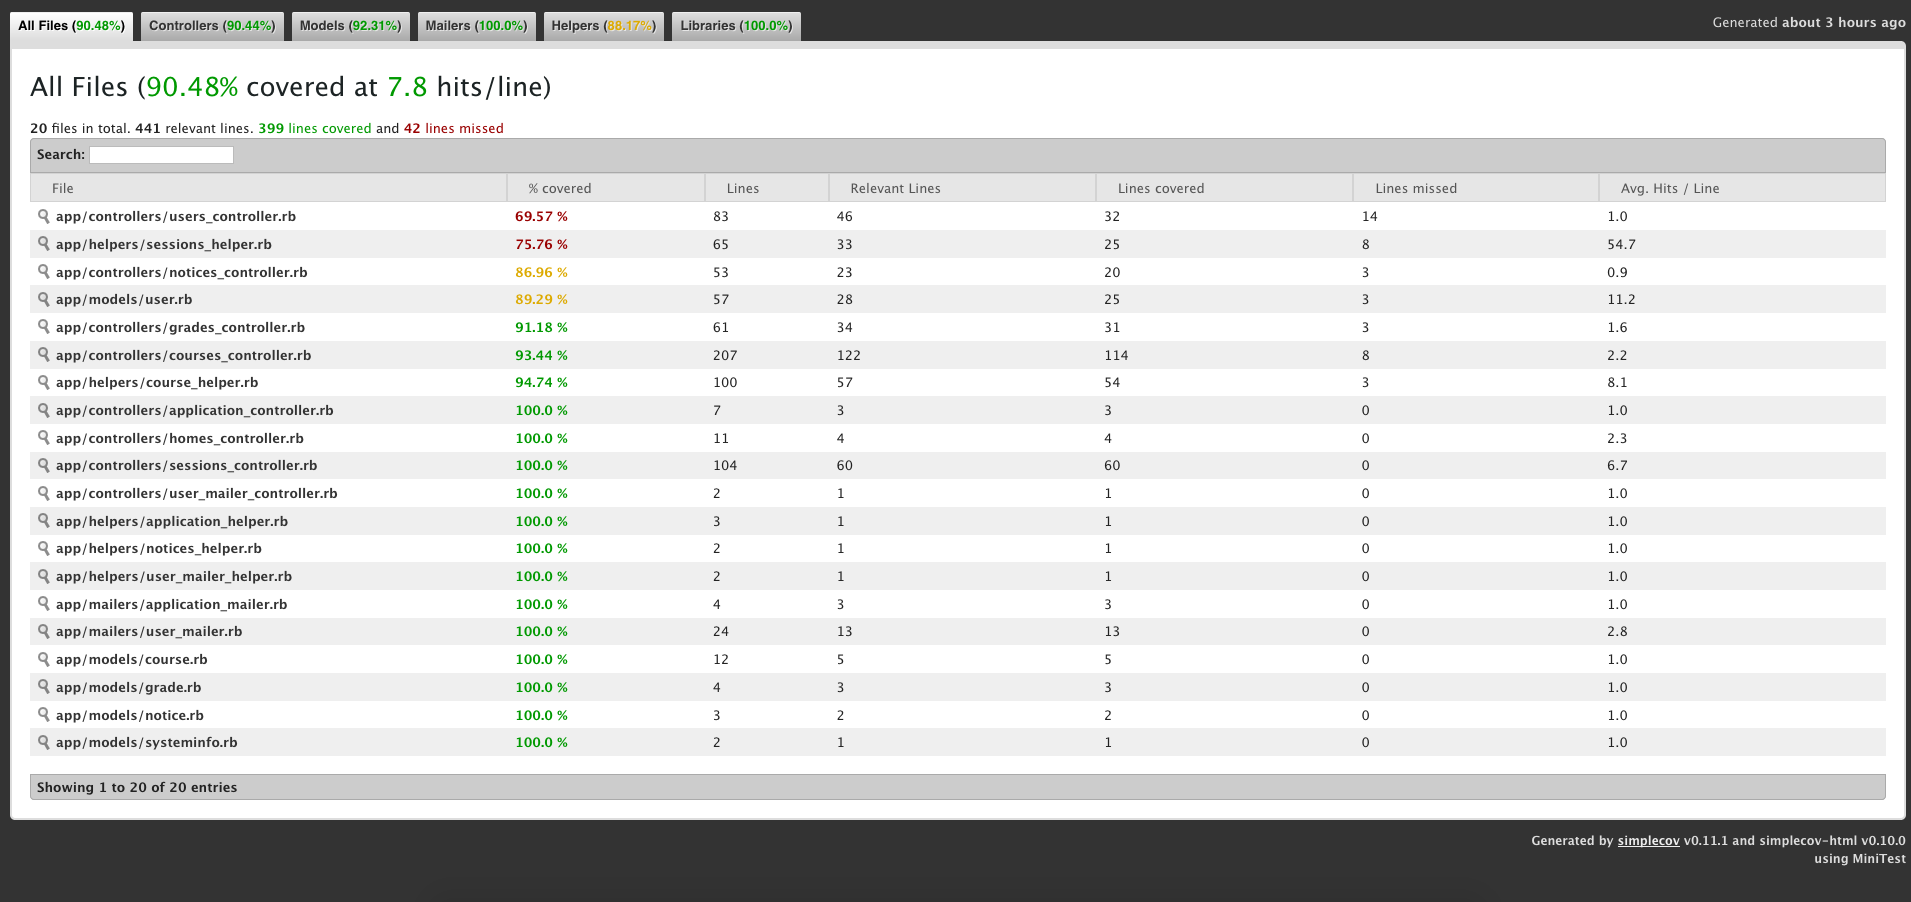 All Files (90.48%) Controllers (90.44%) Models (92.31%) Mailers (100.0%) Helpers (88.17%) Libraries (100.0%) Generated about 3 hours ago
All Files (90.48% covered at 7.8 hits/line)
20 files in total. 441 relevant lines. 399 lines covered and 42 lines missed
Search:
File % covered Lines Relevant Lines Lines covered Lines missed Avg. Hits / Line
app/controllers/users_controller.rb 69.57 % 83 46 32 14 1.0
app/helpers/sessions_helper.rb 75.76 % 65 33 25 8 54.7
app/controllers/notices_controller.rb 86.96 % 53 23 20 3 0.9
app/models/user.rb 89.29 % 57 28 25 3 11.2
app/controllers/grades_controller.rb 91.18 % 61 34 31 3 1.6
app/controllers/courses_controller.rb 93.44 % 207 122 114 8 2.2
app/helpers/course_helper.rb 94.74 % 100 57 54 3 8.1
app/controllers/application_controller.rb 100.0 % 7 3 3 0 1.0
app/controllers/homes_controller.rb 100.0 % 11 4 4 0 2.3
app/controllers/sessions_controller.rb 100.0 % 104 60 60 0 6.7
app/controllers/user_mailer_controller.rb 100.0 % 2 1 1 0 1.0
app/helpers/application_helper.rb 100.0 % 3 1 1 0 1.0
app/helpers/notices_helper.rb 100.0 % 2 1 1 0 1.0
app/helpers/user_mailer_helper.rb 100.0 % 2 1 1 0 1.0
app/mailers/application_mailer.rb 100.0 % 4 3 3 0 1.0
app/mailers/user_mailer.rb 100.0 % 24 13 13 0 2.8
app/models/course.rb 100.0 % 12 5 5 0 1.0
app/models/grade.rb 100.0 % 4 3 3 0 1.0
app/models/notice.rb 100.0 % 3 2 2 0 1.0
app/models/systeminfo.rb 100.0 % 2 1 1 0 1.0
Showing 1 to 20 of 20 entries
Generated by simplecov v0.11.1 and simplecov-html v0.10.0
using MiniTest